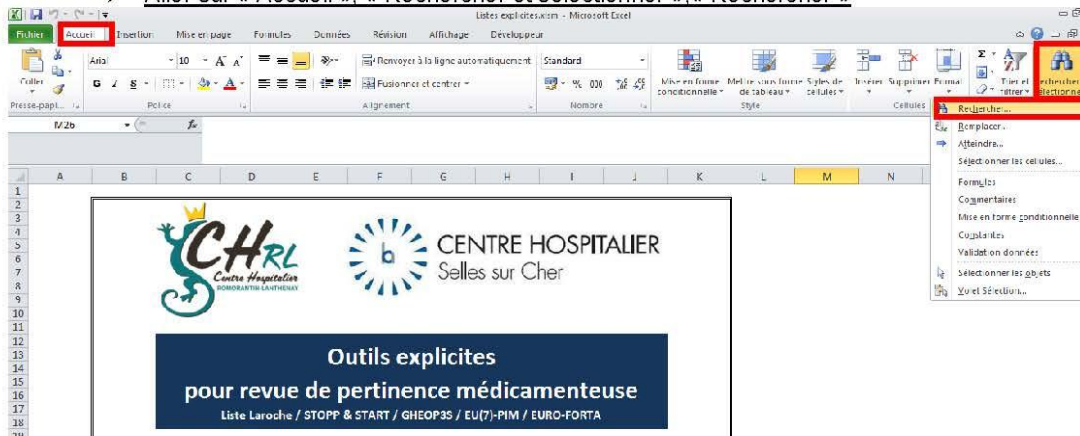 Aller sur « Accueil », « Rechercher et sélectionner », « Rechercher »
Listes explicites.xlsm - Microsoft Excel
Fichier Accueil Insertion Mise en page Formules Données Révision Affichage Développeur
Arial 10 A A Renvoyer à la ligne automatiquement Standard Σ
Coller G I S A Fusionner et centrer % 000 Mise en forme conditionnelle Mettre sous forme de tableau Styles de cellules Insérer Supprimer Format Trier et filtrer Rechercher sélectionner
Presse-papi... Police Alignement Nombre Style Cellules
M26 fx
Rechercher...
Remplacer...
Atteindre...
Sélectionner les cellules...
Formules
Commentaires
Mise en forme conditionnelle
Constantes
Validation données
Sélectionner les objets
Volet Sélection...
A B C D E F G H I J K L M N
1
2
3
4
5
6
7
8
9
10
11
12
13
14
15
16
17
18
CHRL
Centre Hospitalier
ROMORANTIN LANTHENAY
b
CENTRE HOSPITALIER
Selles sur Cher
Outils explicites
pour revue de pertinence médicamenteuse
Liste Laroche / STOPP & START / GHEOP3S / EU(7)-PIM / EURO-FORTA